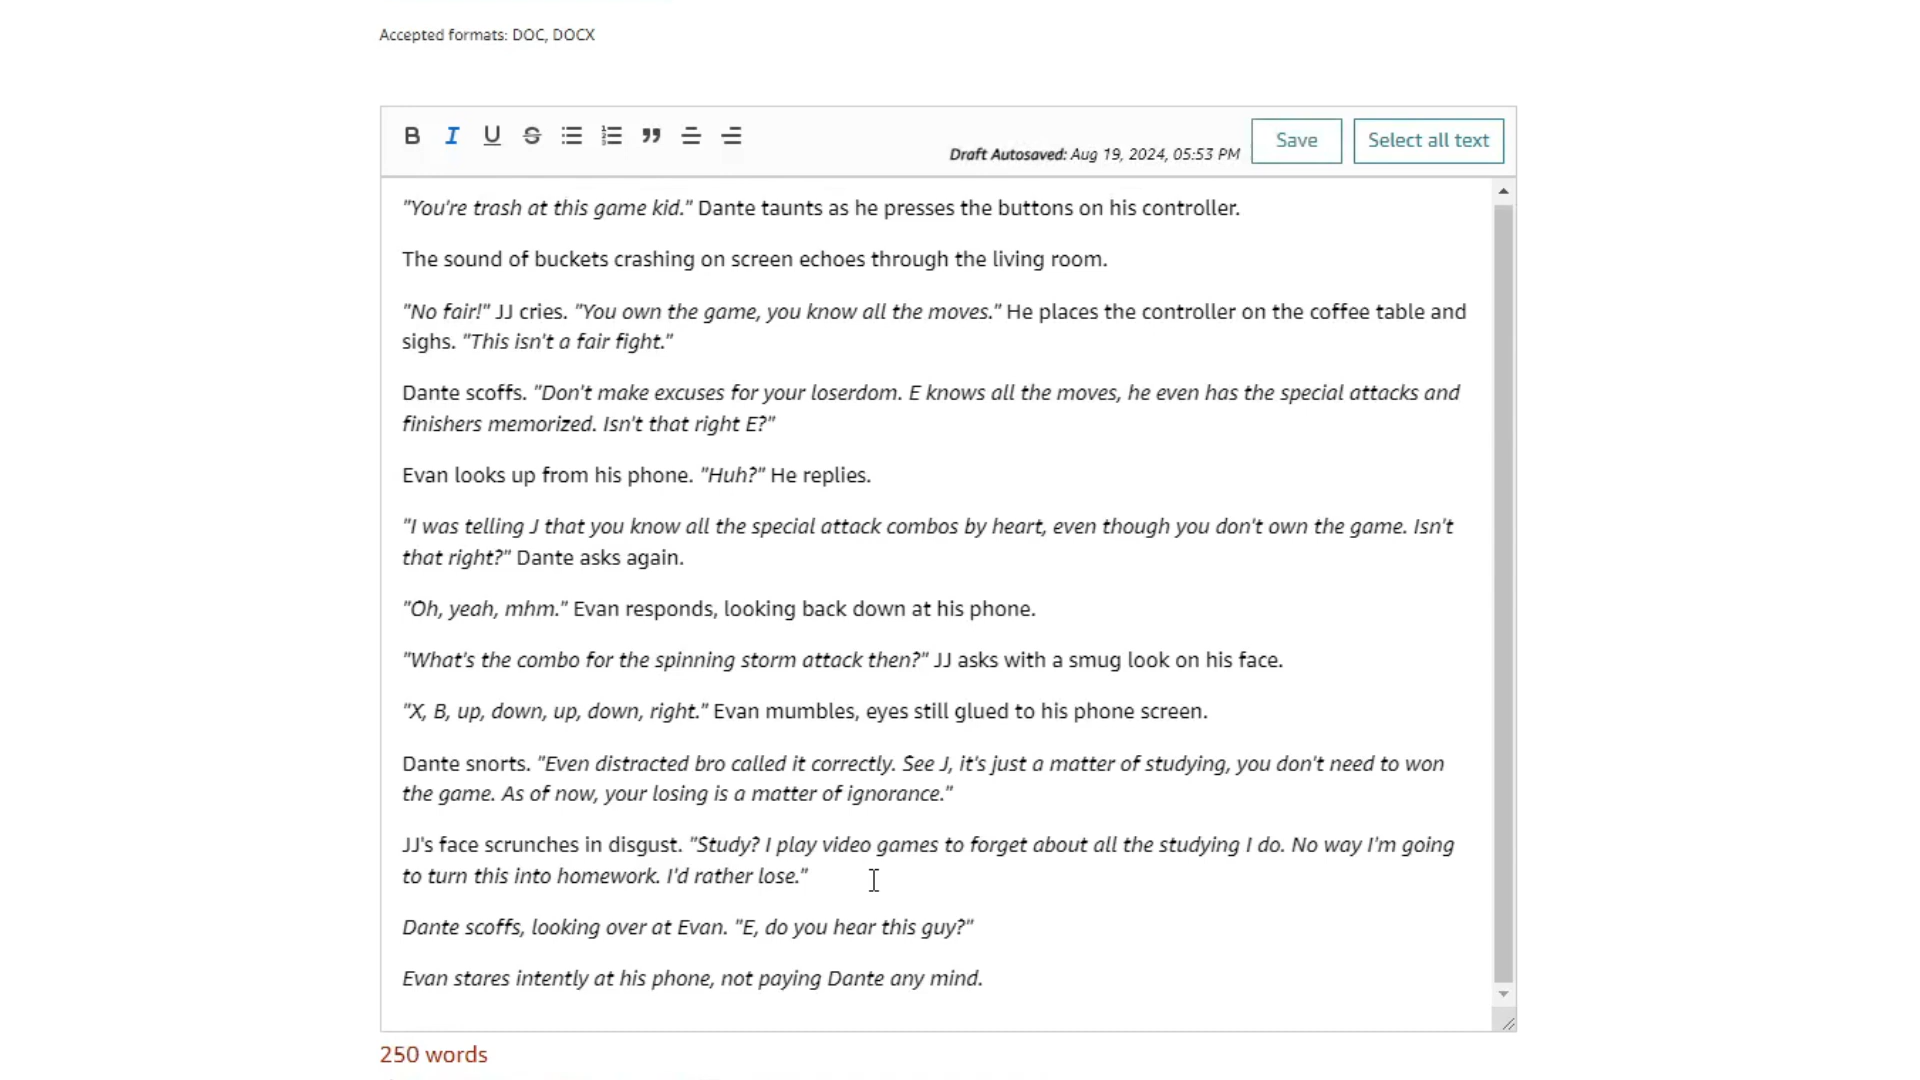 Accepted formats: DOC, DOCX
B I U S
Draft Autosaved: Aug 19, 2024, 05:53 PM
Save
Select all text
"You're trash at this game kid." Dante taunts as he presses the buttons on his controller.
The sound of buckets crashing on screen echoes through the living room.
"No fair!" JJ cries. "You own the game, you know all the moves." He places the controller on the coffee table and
sighs. "This isn't a fair fight."
Dante scoffs. "Don't make excuses for your loserdom. E knows all the moves, he even has the special attacks and
finishers memorized. Isn't that right E?"
Evan looks up from his phone. "Huh?" He replies.
"I was telling J that you know all the special attack combos by heart, even though you don't own the game. Isn't
that right?" Dante asks again.
"Oh, yeah, mhm." Evan responds, looking back down at his phone.
"What's the combo for the spinning storm attack then?" JJ asks with a smug look on his face.
"X, B, up, down, up, down, right." Evan mumbles, eyes still glued to his phone screen.
Dante snorts. "Even distracted bro called it correctly. See J, it's just a matter of studying, you don't need to won
the game. As of now, your losing is a matter of ignorance."
JJ's face scrunches in disgust. "Study? I play video games to forget about all the studying I do. No way I'm going
to turn this into homework. I'd rather lose."
Dante scoffs, looking over at Evan. "E, do you hear this guy?"
Evan stares intently at his phone, not paying Dante any mind.
250 words